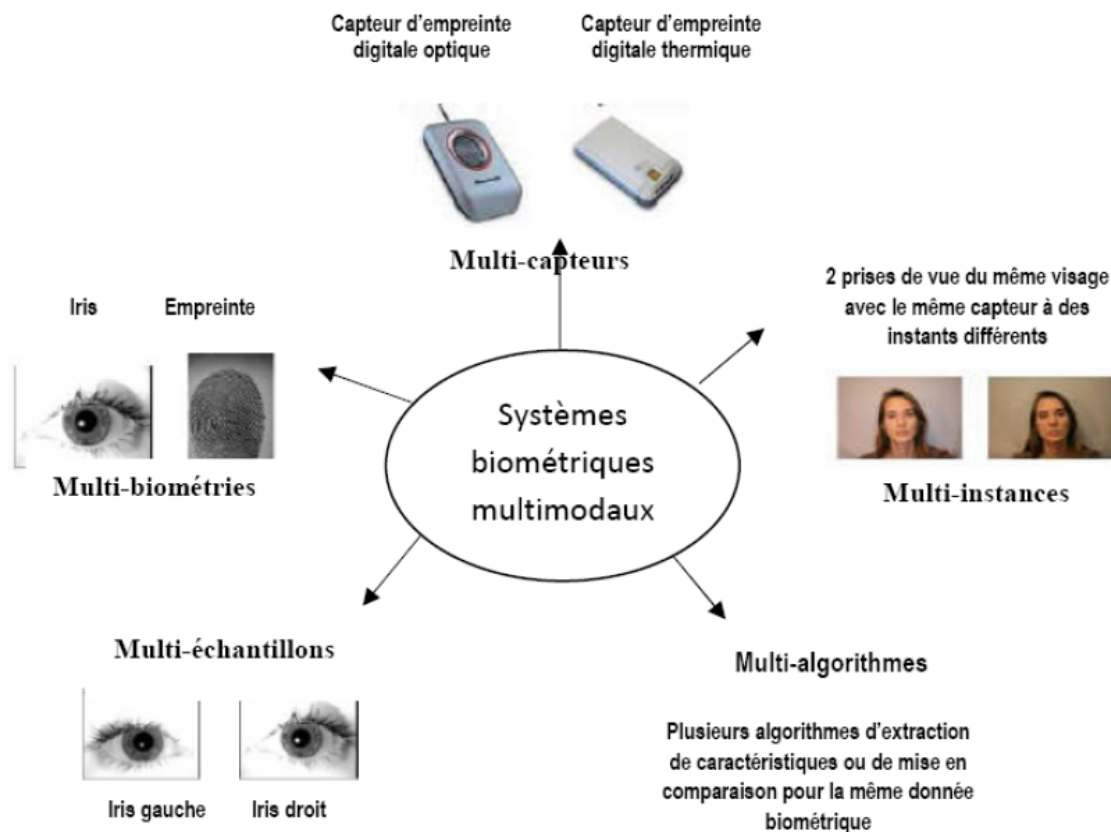 Capteur d'empreinte
digitale optique
Capteur d'empreinte
digitale thermique
Multi-capteurs
Iris
Empreinte
Multi-biométries
2 prises de vue du même visage
avec le même capteur à des
instants différents
Multi-instances
Systèmes
biométriques
multimodaux
Multi-échantillons
Iris gauche
Iris droit
Multi-algorithmes
Plusieurs algorithmes d'extraction
de caractéristiques ou de mise en
comparaison pour la même donnée
biométrique